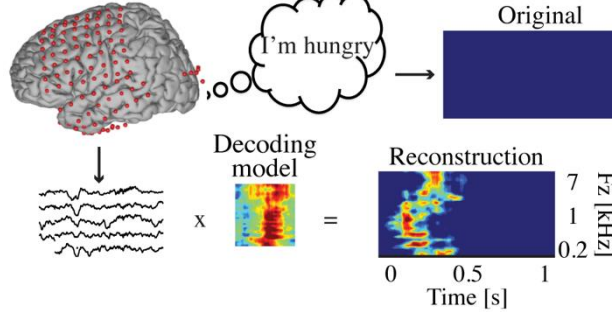 Original
I'm hungry
Decoding
model
Reconstruction
x
=
7
1
0.2
Fz [kHz]
0
0.5
1
Time [s]